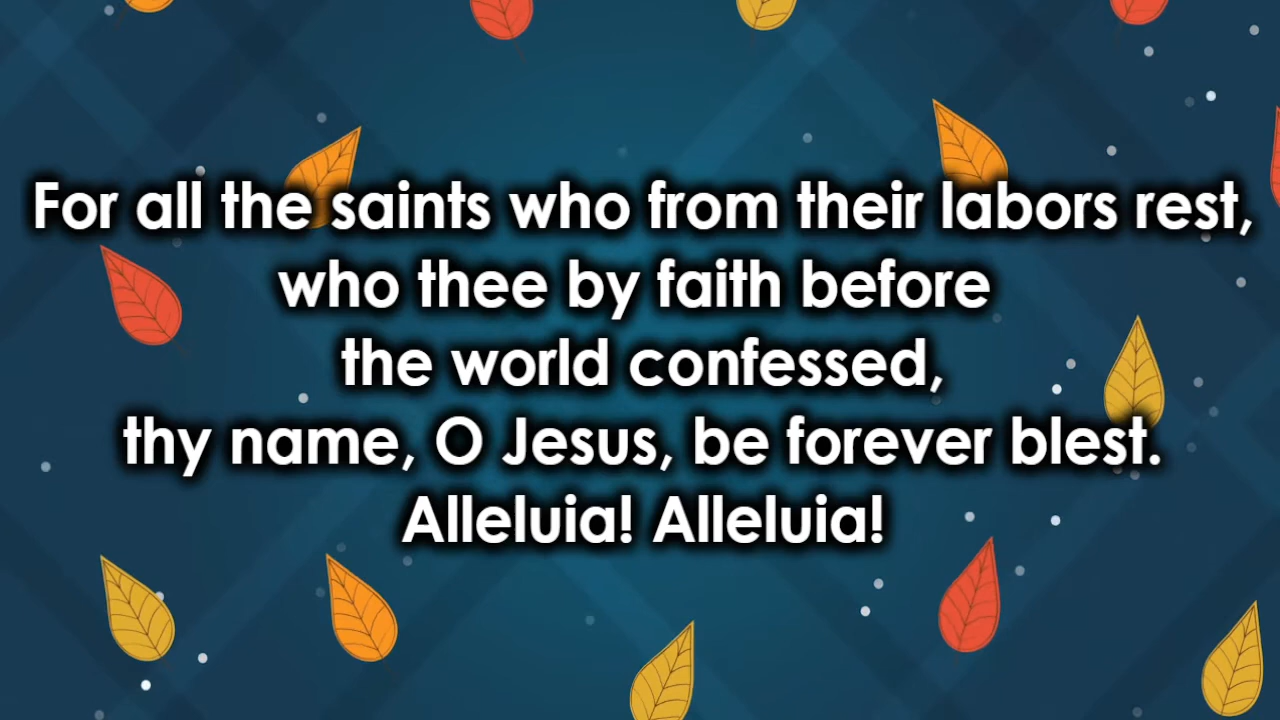 For all the saints who from their labors rest,
who thee by faith before
the world confessed,
thy name, O Jesus, be forever blest.
Alleluia! Alleluia!